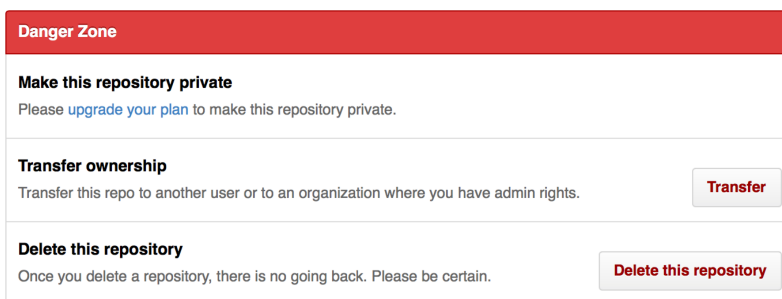 Danger Zone
Make this repository private
Please upgrade your plan to make this repository private.
Transfer ownership
Transfer this repo to another user or to an organization where you have admin rights.
Transfer
Delete this repository
Once you delete a repository, there is no going back. Please be certain.
Delete this repository